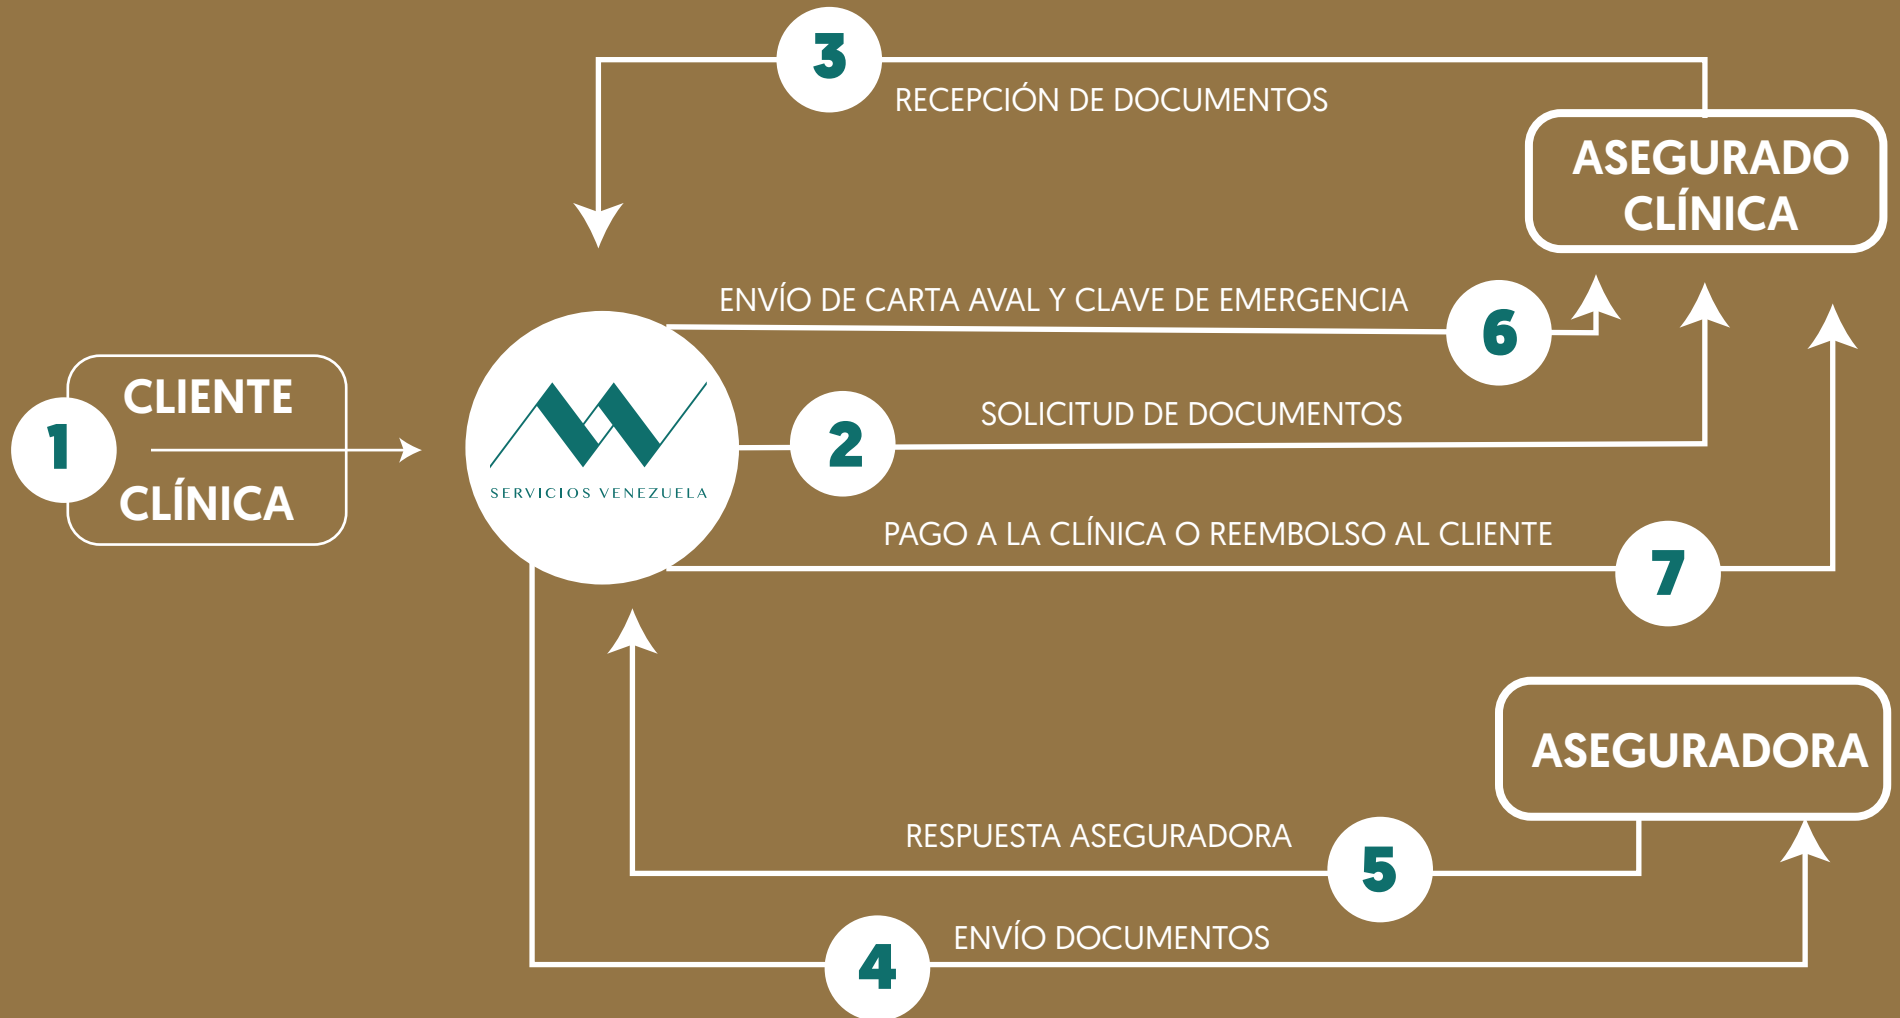 3
RECEPCIÓN DE DOCUMENTOS
ASEGURADO
CLÍNICA
ENVÍO DE CARTA AVAL Y CLAVE DE EMERGENCIA
6
1
CLIENTE
CLÍNICA
SERVICIOS VENEZUELA
2
SOLICITUD DE DOCUMENTOS
PAGO A LA CLÍNICA O REEMBOLSO AL CLIENTE
7
ASEGURADORA
RESPUESTA ASEGURADORA
5
4
ENVÍO DOCUMENTOS